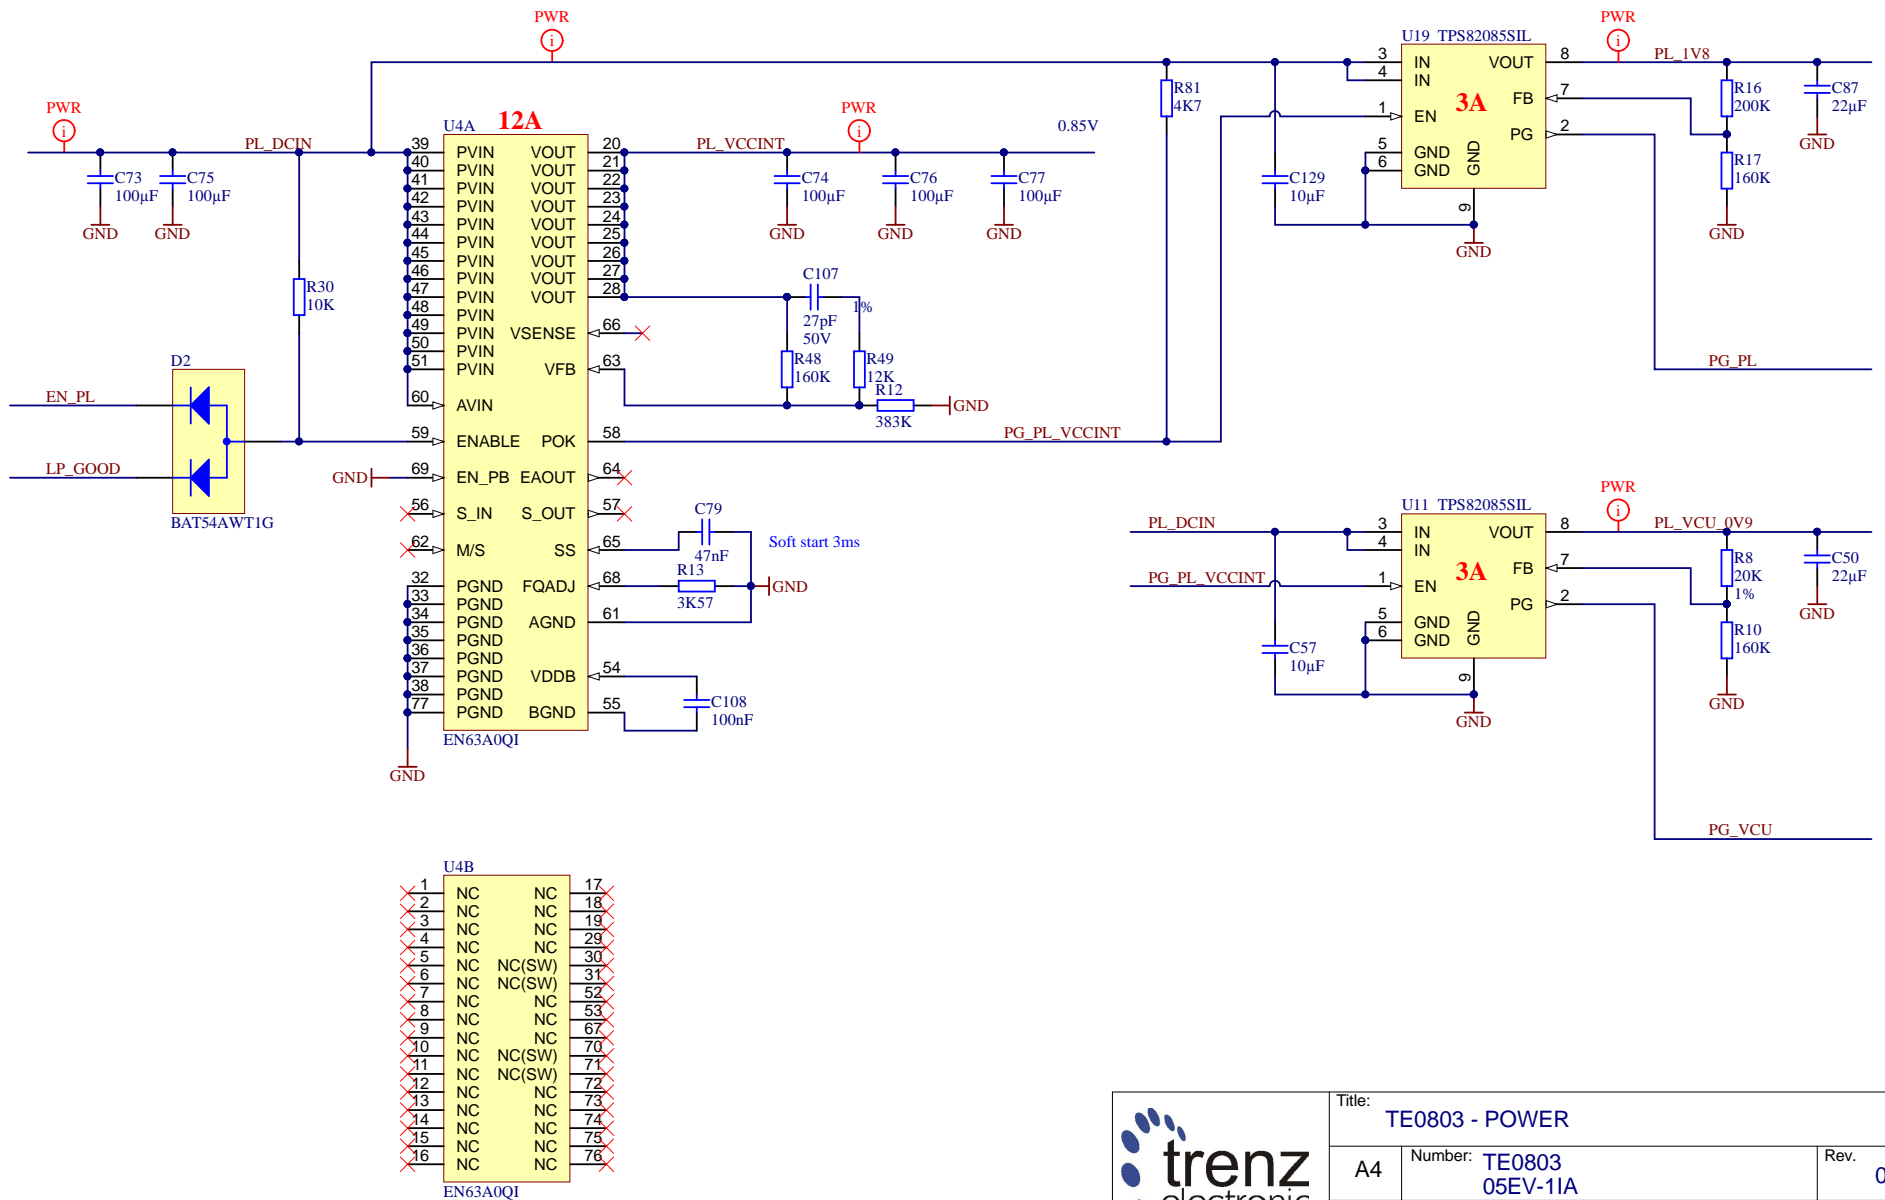 PWR
PWR
PWR
PWR
i
i
i
i
U19 TPS82085SIL
3 IN VOUT 8
4 IN
3A
FB 7
1 EN
PG 2
5 GND
6 GND
GND
9
GND
PL_1V8
R16
200K
R17
160K
GND
C87
22µF
GND
R81
4K7
C129
10µF
PG_PL
PL_DCIN
C73
100µF
GND
C75
100µF
GND
R30
10K
U4A 12A
39 PVIN VOUT 20
40 PVIN VOUT 21
41 PVIN VOUT 22
42 PVIN VOUT 23
43 PVIN VOUT 24
44 PVIN VOUT 25
45 PVIN VOUT 26
46 PVIN VOUT 27
47 PVIN VOUT 28
48 PVIN
49 PVIN VSENSE 66
50 PVIN
51 PVIN VFB 63
60 AVIN
59 ENABLE POK 58
69 EN_PB EAOUT 64
56 S_IN S_OUT 57
62 M/S SS 65
32 PGND FQADJ 68
33 PGND
34 PGND AGND 61
35 PGND
36 PGND
37 PGND VDDB 54
38 PGND
77 PGND BGND 55
EN63A0QI
GND
GND
PL_VCCINT
0.85V
C74
100µF
GND
C76
100µF
GND
C77
100µF
GND
C107
27pF
50V
1%
R48
160K
R49
12K
R12
383K
GND
PG_PL_VCCINT
D2
EN_PL
LP_GOOD
BAT54AWT1G
C79
47nF
Soft start 3ms
R13
3K57
GND
C108
100nF
PWR
i
U11 TPS82085SIL
PL_DCIN
PG_PL_VCCINT
3 IN VOUT 8
4 IN
3A
FB 7
1 EN
PG 2
5 GND
6 GND
GND
9
GND
C57
10µF
PL_VCU_0V9
R8
20K
1%
R10
160K
GND
C50
22µF
GND
PG_VCU
U4B
1 NC NC 17
2 NC NC 18
3 NC NC 19
4 NC NC 29
5 NC NC(SW) 30
6 NC NC(SW) 31
7 NC NC 52
8 NC NC 53
9 NC NC 67
10 NC NC(SW) 70
11 NC NC(SW) 71
12 NC NC 72
13 NC NC 73
14 NC NC 74
15 NC NC 75
16 NC NC 76
EN63A0QI
trenz
electronic
Title:
TE0803 - POWER
A4
Number: TE0803
05EV-1IA
Rev.
0